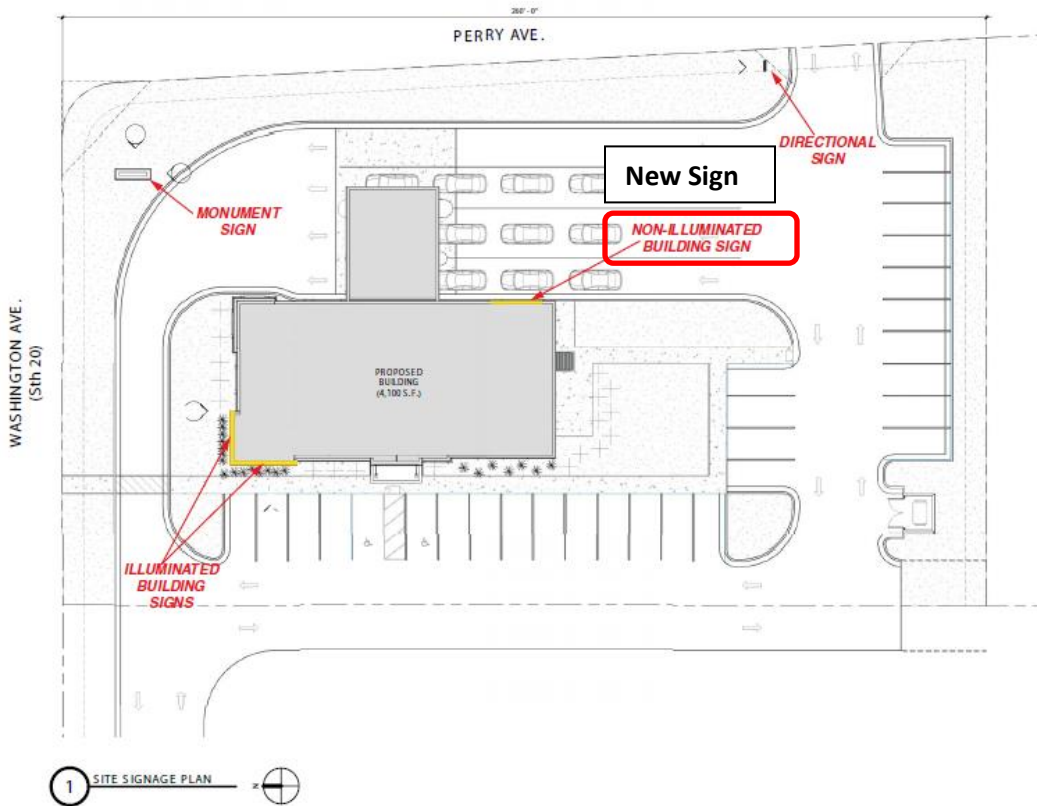 260' - 0"
PERRY AVE.
DIRECTIONAL
SIGN
New Sign
MONUMENT
SIGN
NON-ILLUMINATED
BUILDING SIGN
WASHINGTON AVE.
(Sth 20)
PROPOSED
BUILDING
(4,100 S.F.)
ILLUMINATED
BUILDING
SIGNS
1
SITE SIGNAGE PLAN
N